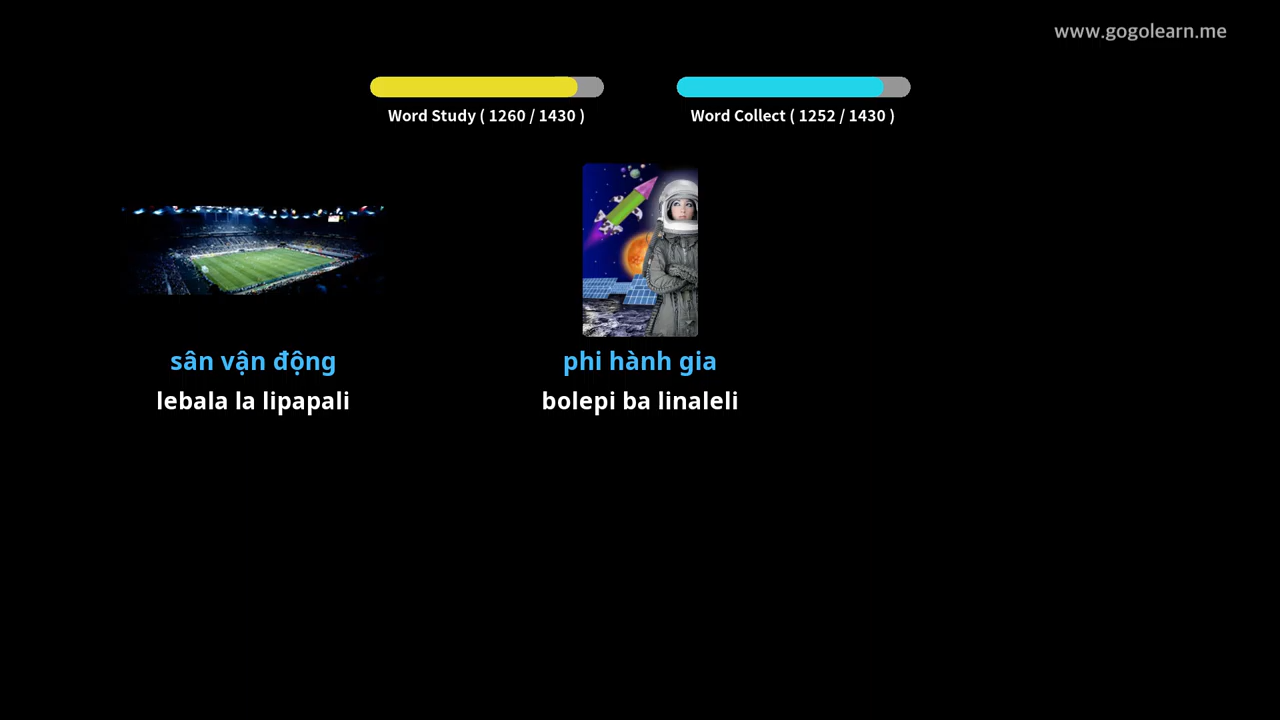 www.gogolearn.me
Word Study ( 1260 / 1430 )
Word Collect ( 1252 / 1430 )
sân vận động
lebala la lipapali
phi hành gia
bolepi ba linaleli